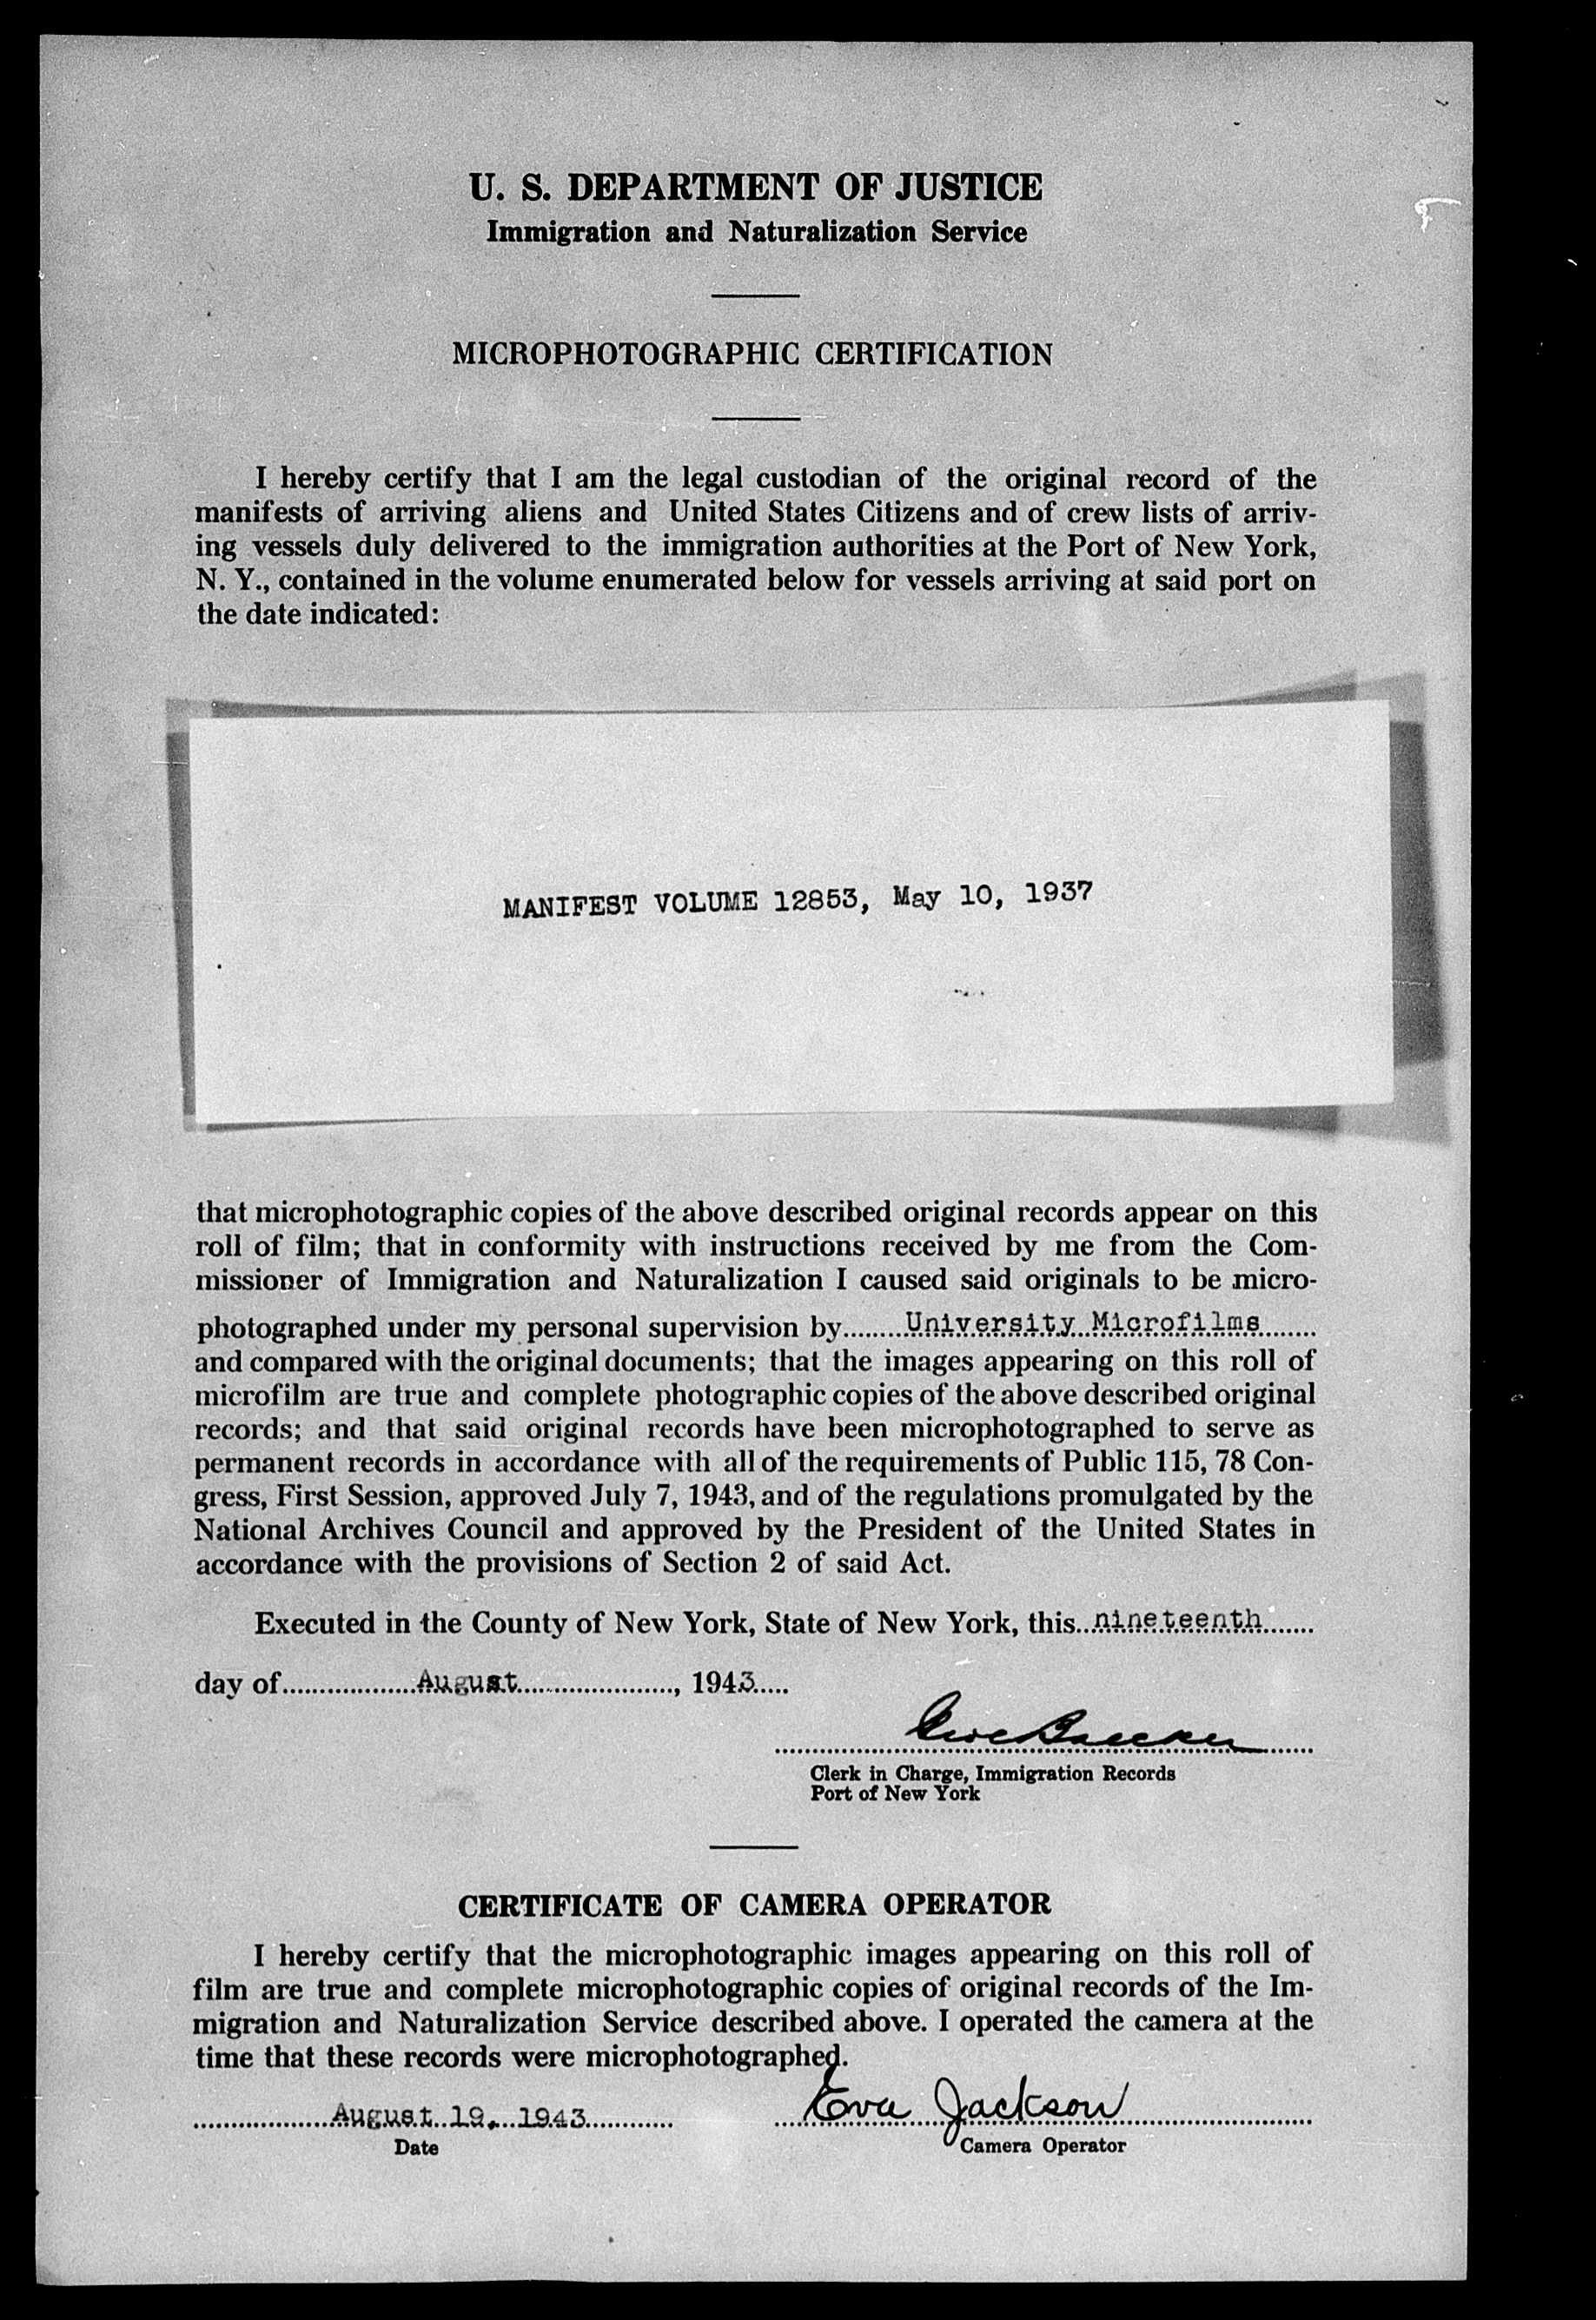 U. S. DEPARTMENT OF JUSTICE
Immigration and Naturalization Service
MICROPHOTOGRAPHIC CERTIFICATION
I hereby certify that I am the legal custodian of the original record of the
manifests of arriving aliens and United States Citizens and of crew lists of arriv-
ing vessels duly delivered to the immigration authorities at the Port of New York,
N. Y., contained in the volume enumerated below for vessels arriving at said port on
the date indicated:
MANIFEST VOLUME 12853, May 10, 1937
that microphotographic copies of the above described original records appear on this
roll of film; that in conformity with instructions received by me from the Com-
missioner of Immigration and Naturalization I caused said originals to be micro-
photographed under my personal supervision by........University Microfilms.......
and compared with the original documents; that the images appearing on this roll of
microfilm are true and complete photographic copies of the above described original
records; and that said original records have been microphotographed to serve as
permanent records in accordance with all of the requirements of Public 115, 78 Con-
gress, First Session, approved July 7, 1943, and of the regulations promulgated by the
National Archives Council and approved by the President of the United States in
accordance with the provisions of Section 2 of said Act.
Executed in the County of New York, State of New York, this..nineteenth.......
day of..................August....................., 1943.....
Clerk in Charge, Immigration Records
Port of New York
CERTIFICATE OF CAMERA OPERATOR
I hereby certify that the microphotographic images appearing on this roll of
film are true and complete microphotographic copies of original records of the Im-
migration and Naturalization Service described above. I operated the camera at the
time that these records were microphotographed.
August 19, 1943 Eva Jackson
Date Camera Operator